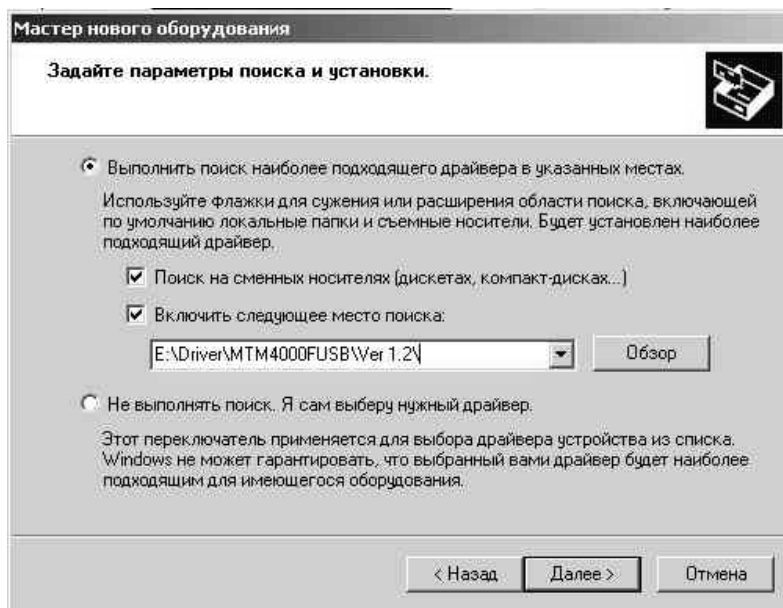 Мастер нового оборудования
Задайте параметры поиска и установки.
Выполнить поиск наиболее подходящего драйвера в указанных местах.
Используйте флажки для сужения или расширения области поиска, включающей
по умолчанию локальные папки и съемные носители. Будет установлен наиболее
подходящий драйвер.
Поиск на сменных носителях (дискетах, компакт-дисках...)
Включить следующее место поиска:
E:\Driver\MTM4000FUSB\Ver 1.2\
Обзор
Не выполнять поиск. Я сам выберу нужный драйвер.
Этот переключатель применяется для выбора драйвера устройства из списка.
Windows не может гарантировать, что выбранный вами драйвер будет наиболее
подходящим для имеющегося оборудования.
< Назад
Далее >
Отмена